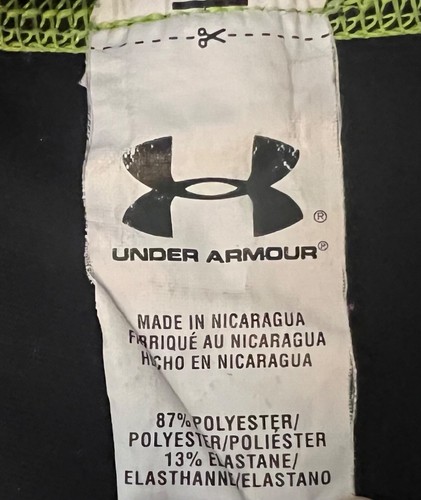 ®
UNDER ARMOUR®
MADE IN NICARAGUA
FABRIQUÉ AU NICARAGUA
HECHO EN NICARAGUA
87% POLYESTER/
POLYESTER/POLIÉSTER
13% ELASTANE/
ELASTHANNE/ELASTANO